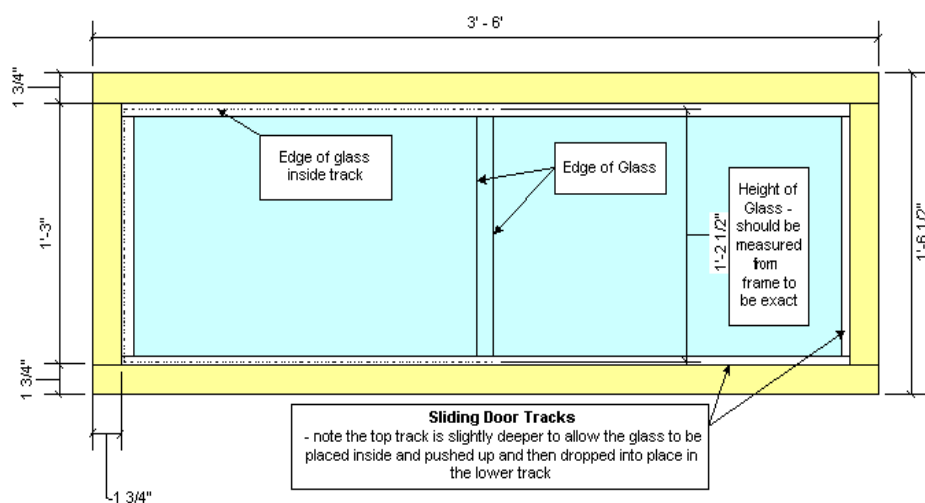 3' - 6'
1 3/4"
Edge of glass
inside track
Edge of Glass
Height of
Glass -
should be
measured
from
frame to
be exact
1'-3"
1'-2 1/2"
1'-6 1/2"
1 3/4"
Sliding Door Tracks
- note the top track is slightly deeper to allow the glass to be
placed inside and pushed up and then dropped into place in
the lower track
1 3/4"